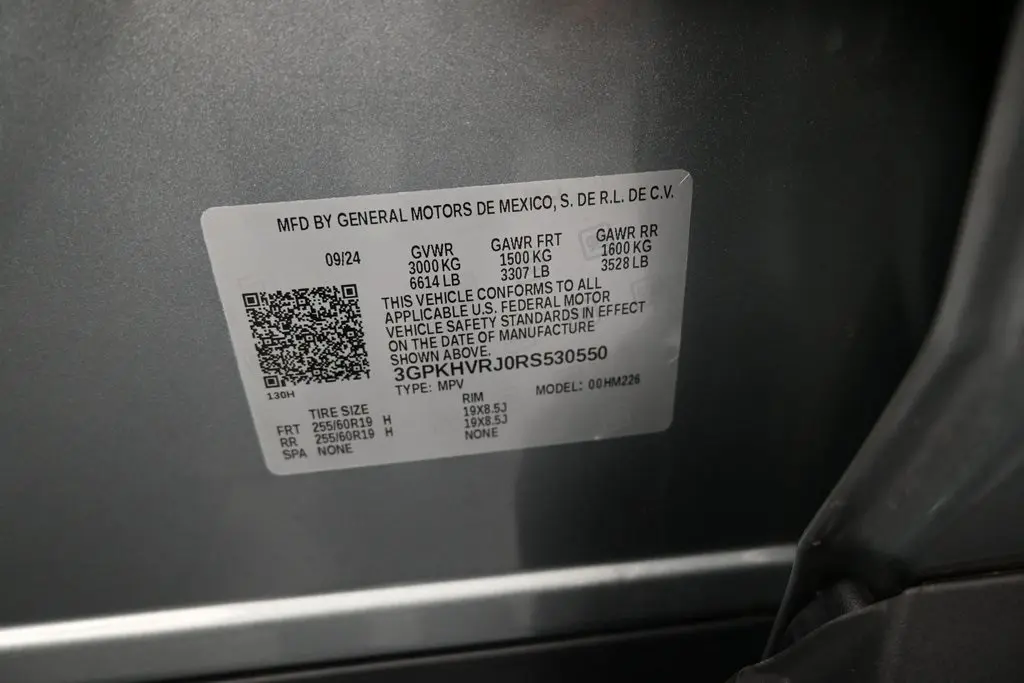 MFD BY GENERAL MOTORS DE MEXICO, S. DE R.L. DE C.V.
09/24 GVWR GAWR FRT GAWR RR
3000 KG 1500 KG 1600 KG
6614 LB 3307 LB 3528 LB
THIS VEHICLE CONFORMS TO ALL
APPLICABLE U.S. FEDERAL MOTOR
VEHICLE SAFETY STANDARDS IN EFFECT
ON THE DATE OF MANUFACTURE
SHOWN ABOVE.
3GPKHVRJ0RS530550
TYPE: MPV MODEL: 00HM226
130H
TIRE SIZE RIM
FRT 255/60R19 H 19X8.5J
RR 255/60R19 H 19X8.5J
SPA NONE NONE